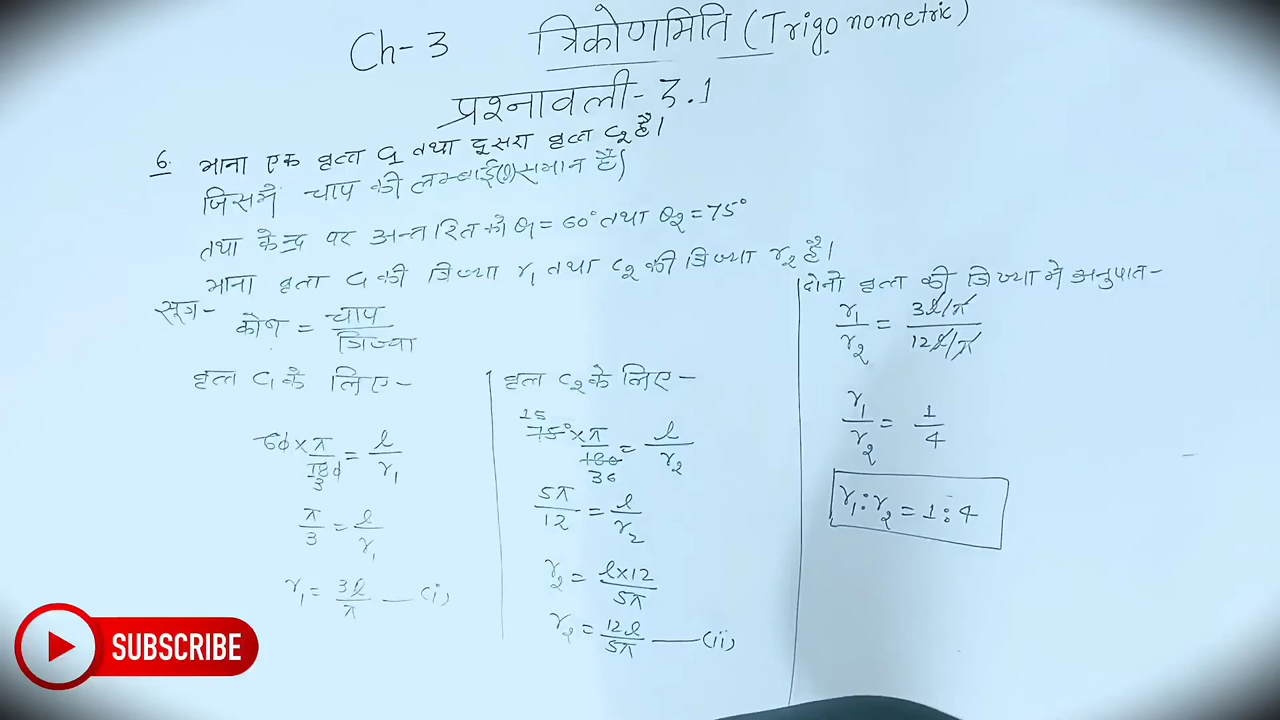 Ch-3 त्रिकोणमिति (Trigonometric)
प्रश्नावली-3.1
6. माना एक वृत्त C1 तथा दूसरा वृत्त C2 है।
जिसमें चाप की लम्बाई(l)समान है|
तथा केन्द्र पर अन्तरित को θ1 = 60° तथा θ2 = 75°
माना वृत्त C1 की त्रिज्या r1 तथा C2 की त्रिज्या r2 है।
सूत्र-
कोण = चाप/त्रिज्या
वृत्त C1 के लिए -
60 × π/180 = l/r1
3
π/3 = l/r1
r1 = 3l/π —(i)
वृत्त C2 के लिए -
15
75° × π/180 = l/r2
36
5π/12 = l/r2
r2 = l×12/5π
r2 = 12l/5π —(ii)
दोनो वृत्त की त्रिज्या मे अनुपात-
r1/r2 = 3l/π/12l/π
r1/r2 = 1/4
r1:r2 = 1:4
SUBSCRIBE